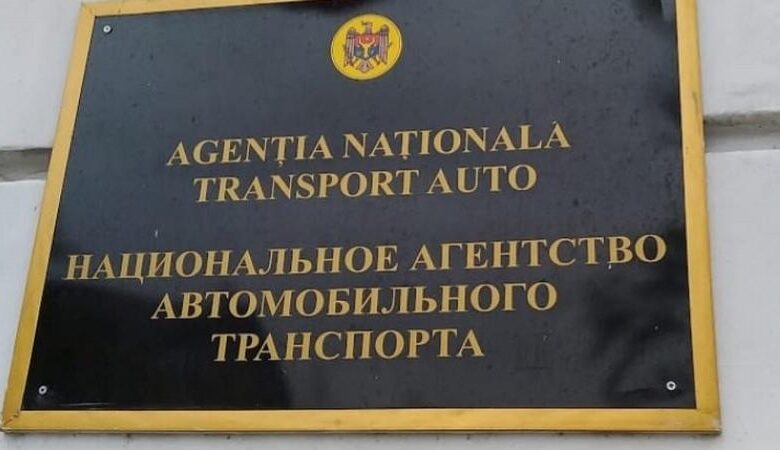 AGENȚIA NAȚIONALĂ
TRANSPORT AUTO
НАЦИОНАЛЬНОЕ АГЕНТСТВО
АВТОМОБИЛЬНОГО
ТРАНСПОРТА